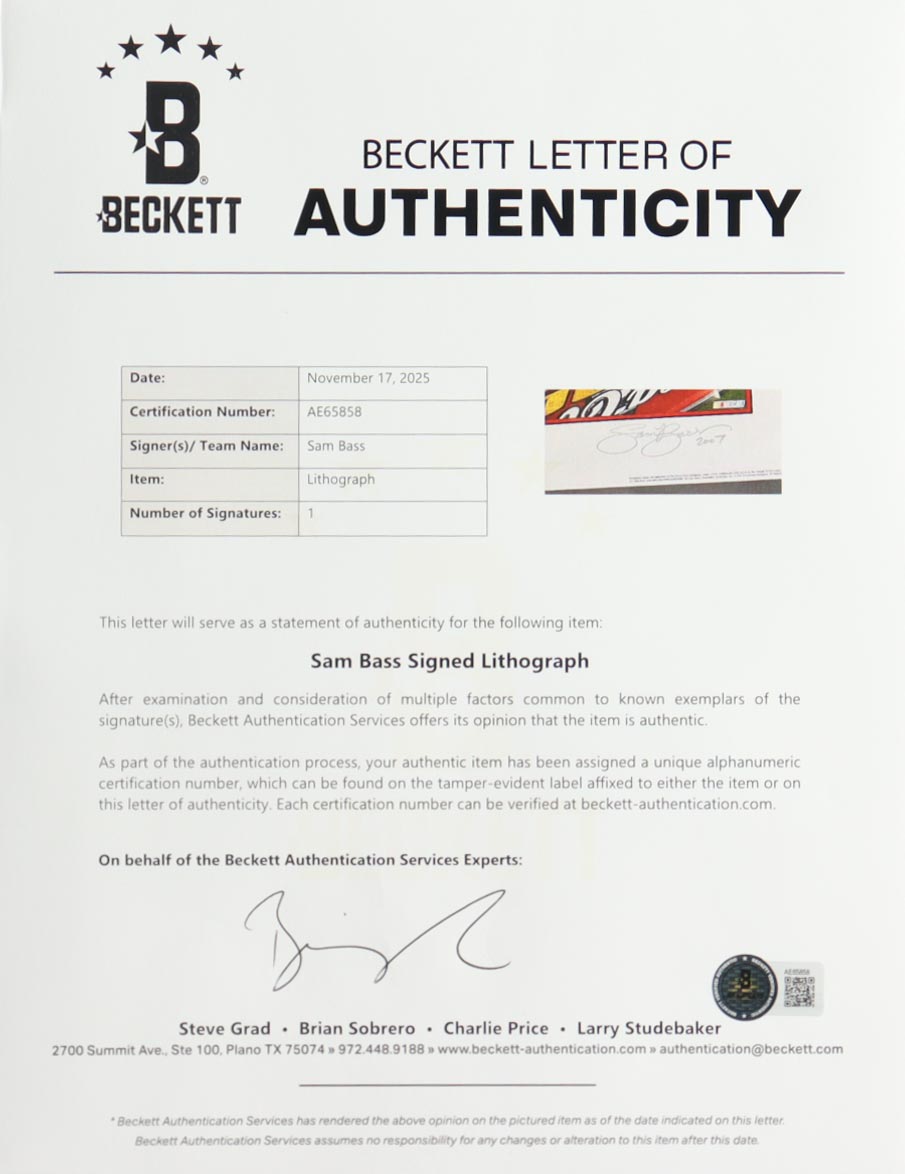 B®
BECKETT
BECKETT LETTER OF
AUTHENTICITY
Date: November 17, 2025
Certification Number: AE65858
Signer(s)/ Team Name: Sam Bass
Item: Lithograph
Number of Signatures: 1
Sam Bass 2007
This letter will serve as a statement of authenticity for the following item:
Sam Bass Signed Lithograph
After examination and consideration of multiple factors common to known exemplars of the
signature(s), Beckett Authentication Services offers its opinion that the item is authentic.
As part of the authentication process, your authentic item has been assigned a unique alphanumeric
certification number, which can be found on the tamper-evident label affixed to either the item or on
this letter of authenticity. Each certification number can be verified at beckett-authentication.com.
On behalf of the Beckett Authentication Services Experts:
AE65858
Steve Grad • Brian Sobrero • Charlie Price • Larry Studebaker
2700 Summit Ave., Ste 100, Plano TX 75074 » 972.448.9188 » www.beckett-authentication.com » authentication@beckett.com
* Beckett Authentication Services has rendered the above opinion on the pictured item as of the date indicated on this letter.
Beckett Authentication Services assumes no responsibility for any changes or alteration to this item after this date.